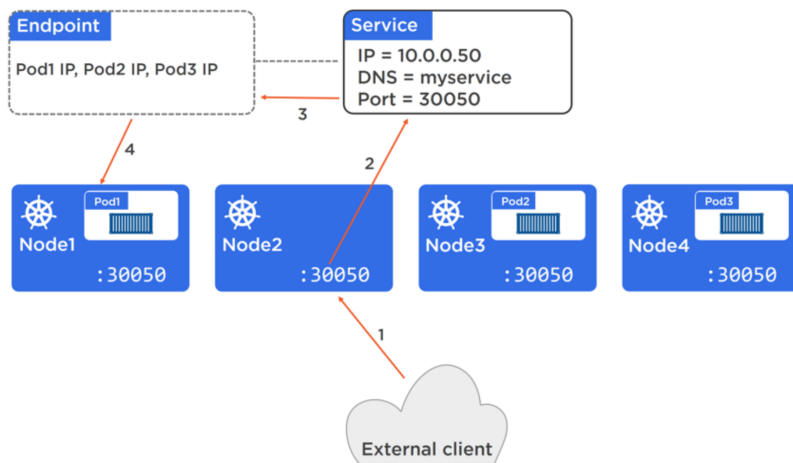 Endpoint
Pod1 IP, Pod2 IP, Pod3 IP
Service
IP = 10.0.0.50
DNS = myservice
Port = 30050
3
4
2
Pod1
Node1
:30050
Node2
:30050
Pod2
Node3
:30050
Pod3
Node4
:30050
1
External client